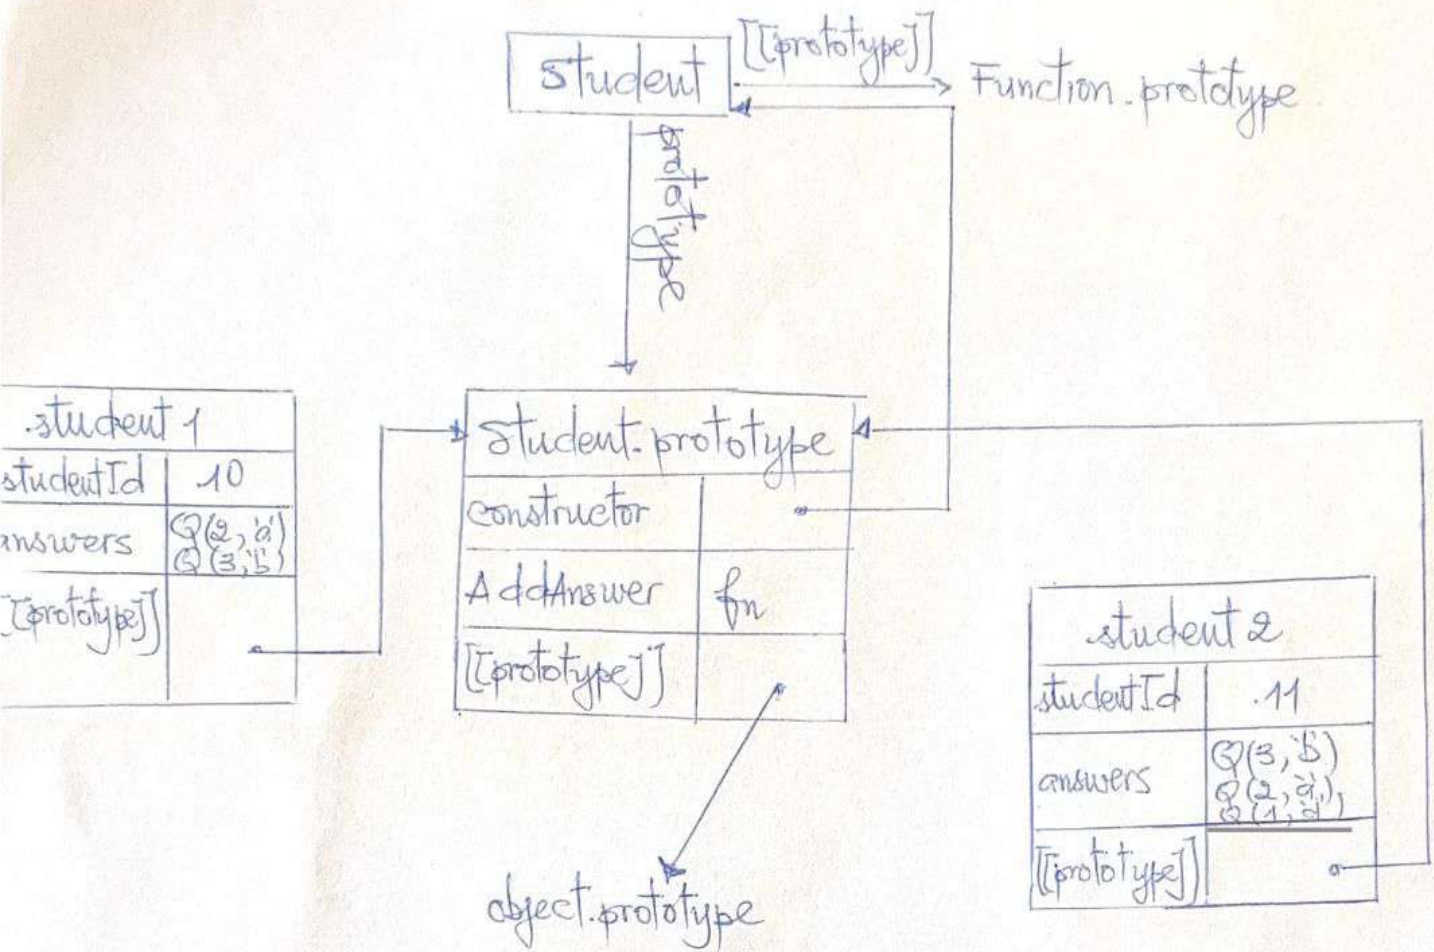 Student
[[prototype]]
Function.prototype
prototype
student 1
studentId 10
answers Q(2,'a')
Q(3,'b')
[[prototype]]
Student.prototype
constructor
AddAnswer fn
[[prototype]]
object.prototype
student 2
studentId 11
answers Q(3,'b')
Q(2,'a'),
Q(1,'d')
[[prototype]]